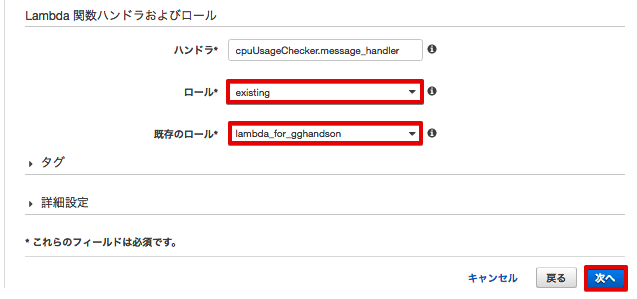 Lambda 関数ハンドラおよびロール
ハンドラ* cpuUsageChecker.message_handler
ロール* existing
既存のロール* lambda_for_gghandson
タグ
詳細設定
* これらのフィールドは必須です。
キャンセル 戻る 次へ